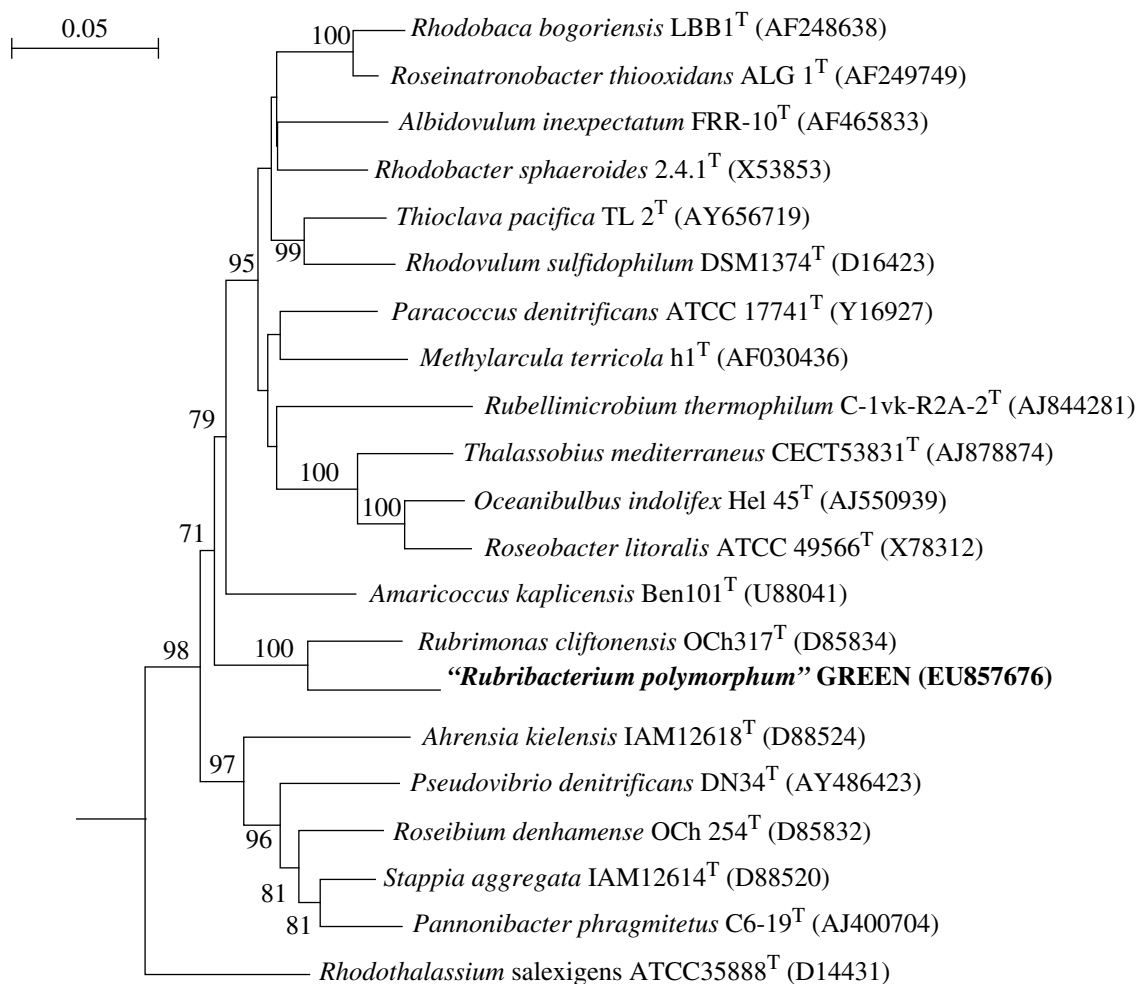 0.05
100
Rhodobaca bogoriensis LBB1ᵀ (AF248638)
Roseinatronobacter thiooxidans ALG 1ᵀ (AF249749)
Albidovulum inexpectatum FRR-10ᵀ (AF465833)
Rhodobacter sphaeroides 2.4.1ᵀ (X53853)
Thioclava pacifica TL 2ᵀ (AY656719)
99
95
Rhodovulum sulfidophilum DSM1374ᵀ (D16423)
Paracoccus denitrificans ATCC 17741ᵀ (Y16927)
Methylarcula terricola h1ᵀ (AF030436)
Rubellimicrobium thermophilum C-1vk-R2A-2ᵀ (AJ844281)
79
Thalassobius mediterraneus CECT53831ᵀ (AJ878874)
100
Oceanibulbus indolifex Hel 45ᵀ (AJ550939)
100
Roseobacter litoralis ATCC 49566ᵀ (X78312)
71
Amaricoccus kaplicensis Ben101ᵀ (U88041)
Rubrimonas cliftonensis OCh317ᵀ (D85834)
100
98
“Rubribacterium polymorphum” GREEN (EU857676)
Ahrensia kielensis IAM12618ᵀ (D88524)
97
Pseudovibrio denitrificans DN34ᵀ (AY486423)
96
Roseibium denhamense OCh 254ᵀ (D85832)
81
Stappia aggregata IAM12614ᵀ (D88520)
81
Pannonibacter phragmitetus C6-19ᵀ (AJ400704)
Rhodothalassium salexigens ATCC35888ᵀ (D14431)